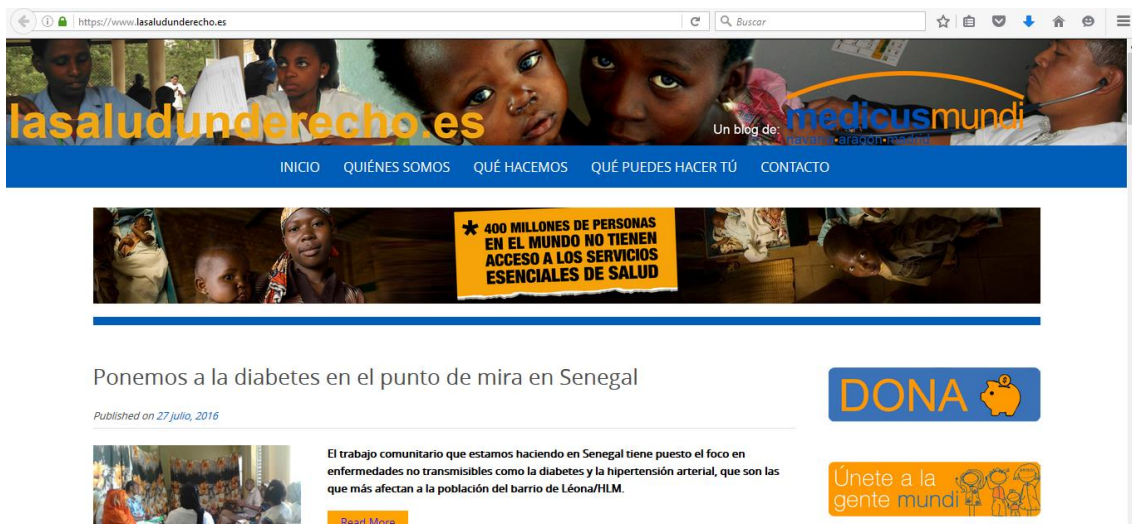 https://www.lasaludunderecho.es
Buscar
lasaludunderecho.es
Un blog de:
medicusmundi
navarra•aragón•madrid
INICIO QUIÉNES SOMOS QUÉ HACEMOS QUÉ PUEDES HACER TÚ CONTACTO
* 400 MILLONES DE PERSONAS
EN EL MUNDO NO TIENEN
ACCESO A LOS SERVICIOS
ESENCIALES DE SALUD
Ponemos a la diabetes en el punto de mira en Senegal
Published on 27 julio, 2016
El trabajo comunitario que estamos haciendo en Senegal tiene puesto el foco en
enfermedades no transmisibles como la diabetes y la hipertensión arterial, que son las
que más afectan a la población del barrio de Léona/HLM.
Read More
DONA
Únete a la
gente mundi